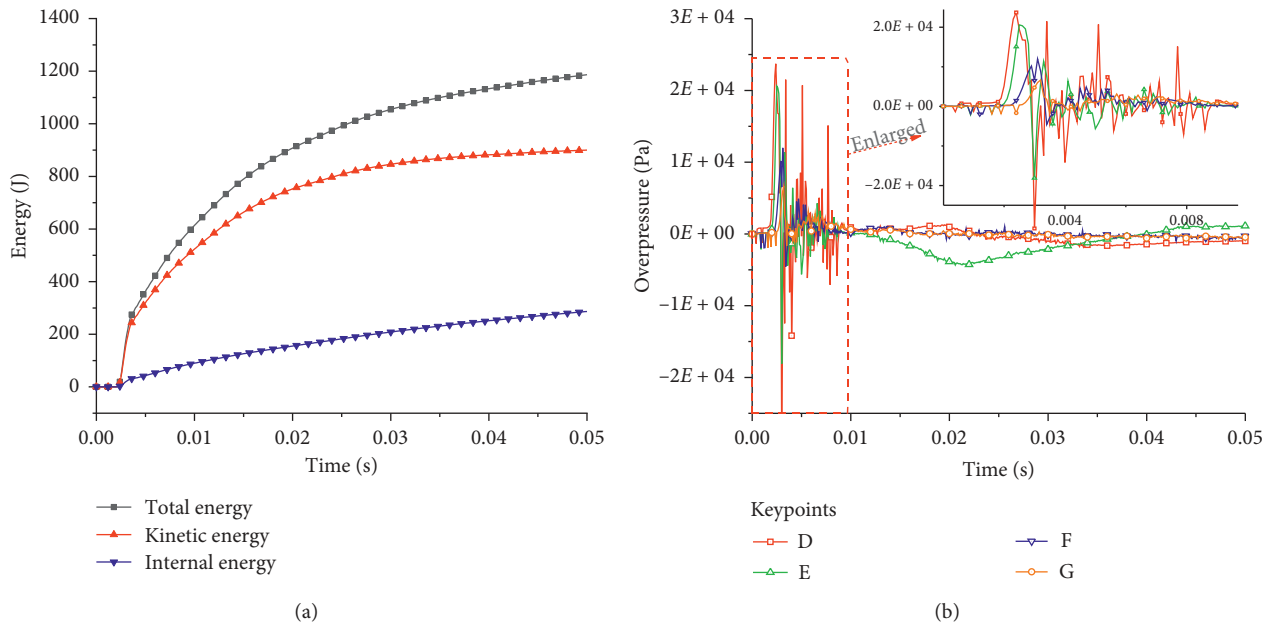 1400
1200
1000
800
600
400
200
0
Energy (J)
0.00 0.01 0.02 0.03 0.04 0.05
Time (s)
Total energy
Kinetic energy
Internal energy
(a)
3E + 04
2E + 04
1E + 04
0E + 00
−1E + 04
−2E + 04
Overpressure (Pa)
2.0E + 04
0.0E + 00
−2.0E + 04
0.004 0.008
Enlarged
0.00 0.01 0.02 0.03 0.04 0.05
Time (s)
Keypoints
D F
E G
(b)